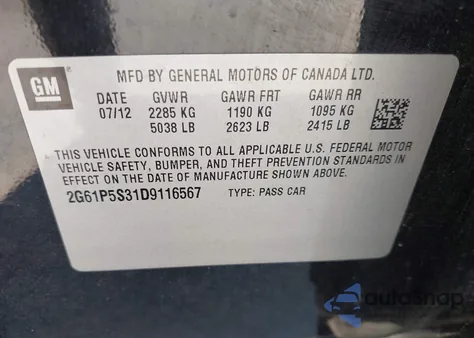 GM
MFD BY GENERAL MOTORS OF CANADA LTD.
DATE GVWR GAWR FRT GAWR RR
07/12 2285 KG 1190 KG 1095 KG
5038 LB 2623 LB 2415 LB
THIS VEHICLE CONFORMS TO ALL APPLICABLE U.S. FEDERAL MOTOR
VEHICLE SAFETY, BUMPER, AND THEFT PREVENTION STANDARDS
IN EFFECT ON THE DATE OF MANUFACTURE SHOWN ABOVE.
2G61P5S31D9116567 TYPE: PASS CAR
autosnap